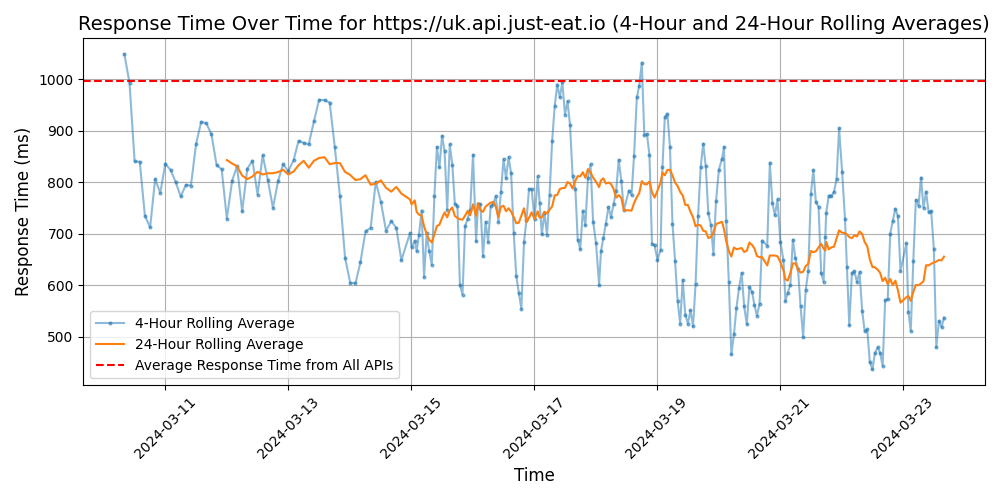 Response Time Over Time for https://uk.api.just-eat.io (4-Hour and 24-Hour Rolling Averages)
Response Time (ms)
1000
900
800
700
600
500
4-Hour Rolling Average
24-Hour Rolling Average
Average Response Time from All APIs
2024-03-11
2024-03-13
2024-03-15
2024-03-17
2024-03-19
2024-03-21
2024-03-23
Time